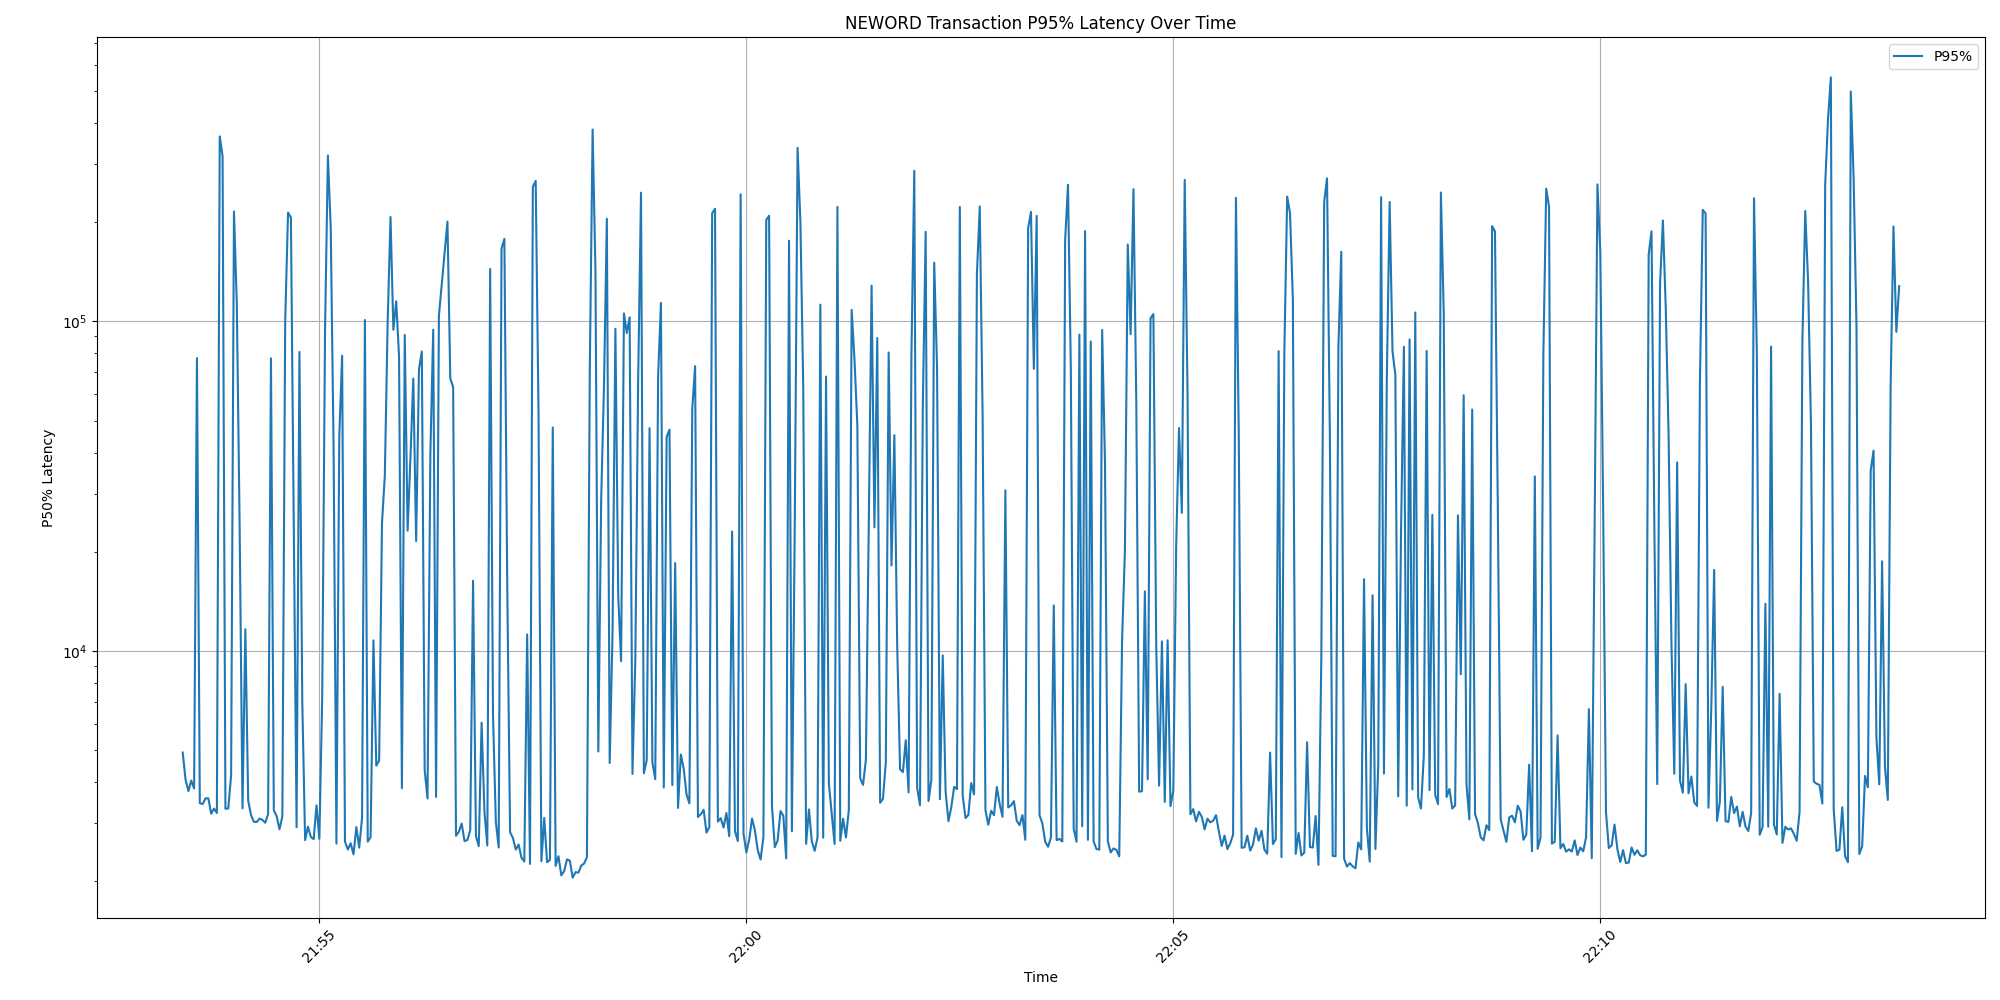 NEWORD Transaction P95% Latency Over Time
P95%
P50% Latency
10^5
10^4
21:55
22:00
22:05
22:10
Time